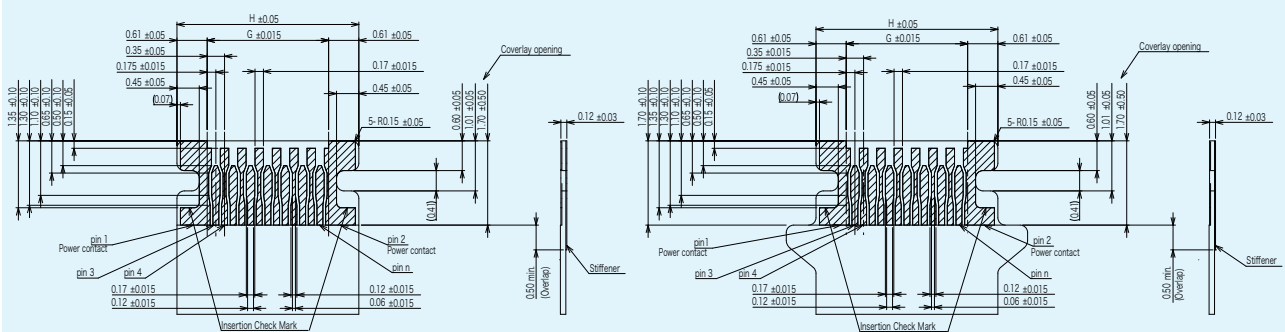 H ±0.05
0.61 ±0.05
G ±0.015
0.61 ±0.05
0.35 ±0.05
0.175 ±0.015
0.17 ±0.015
0.45 ±0.05
0.45 ±0.05
(0.07)
Coverlay opening
1.35 ±0.10
1.30 ±0.10
1.10 ±0.10
0.65 ±0.10
0.50 ±0.10
0.15 ±0.05
0.60 ±0.05
1.01 ±0.05
1.70 ±0.50
0.12 ±0.03
5- R0.15 ±0.05
(0.41)
pin 1
Power contact
pin 2
Power contact
pin 3
pin 4
pin n
0.50 min.
(Overlap)
Stiffener
0.17 ±0.015
0.12 ±0.015
0.12 ±0.015
0.06 ±0.015
Insertion Check Mark
H ±0.05
0.61 ±0.05
G ±0.015
0.61 ±0.05
0.35 ±0.05
0.175 ±0.015
0.17 ±0.015
0.45 ±0.05
0.45 ±0.05
(0.07)
Coverlay opening
1.70 ±0.10
1.30 ±0.10
1.10 ±0.10
0.65 ±0.10
0.50 ±0.10
0.15 ±0.05
0.60 ±0.05
1.01 ±0.05
1.70 ±0.50
0.12 ±0.03
5- R0.15 ±0.05
(0.41)
pin1
Power contact
pin 2
Power contact
pin 3
pin 4
pin n
0.50 min.
(Overlap)
Stiffener
0.17 ±0.015
0.12 ±0.015
0.12 ±0.015
0.06 ±0.015
Insertion Check Mark